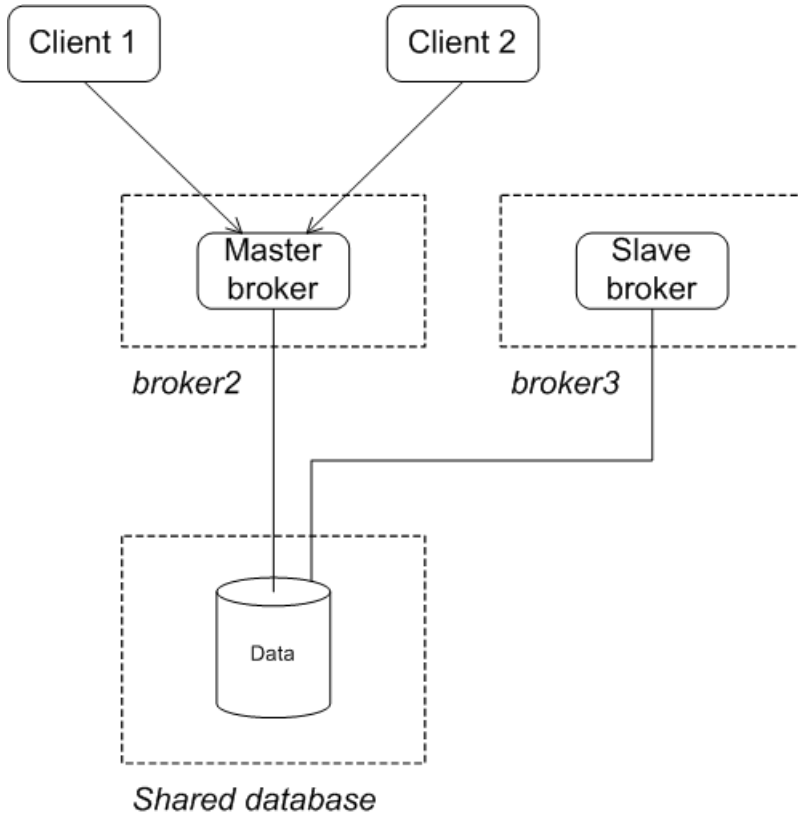 Client 1
Client 2
Master
broker
Slave
broker
broker2
broker3
Data
Shared database